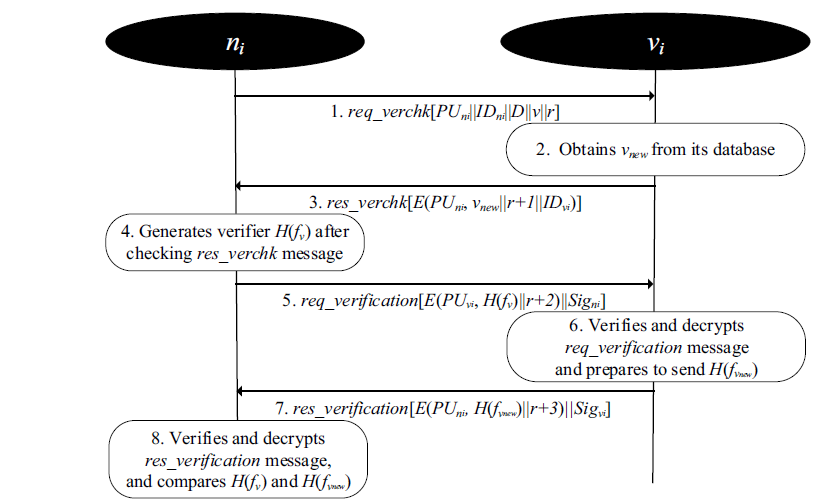 n_i
v_i
1. req_verchk[PU_ni||ID_ni||D||v||r]
2. Obtains v_new from its database
3. res_verchk[E(PU_ni, v_new||r+1||ID_vi)]
4. Generates verifier H(f_v) after
checking res_verchk message
5. req_verification[E(PU_vi, H(f_v)||r+2)||Sig_ni]
6. Verifies and decrypts
req_verification message
and prepares to send H(f_vnew)
7. res_verification[E(PU_ni, H(f_vnew)||r+3)||Sig_vi]
8. Verifies and decrypts
res_verification message,
and compares H(f_v) and H(f_vnew)